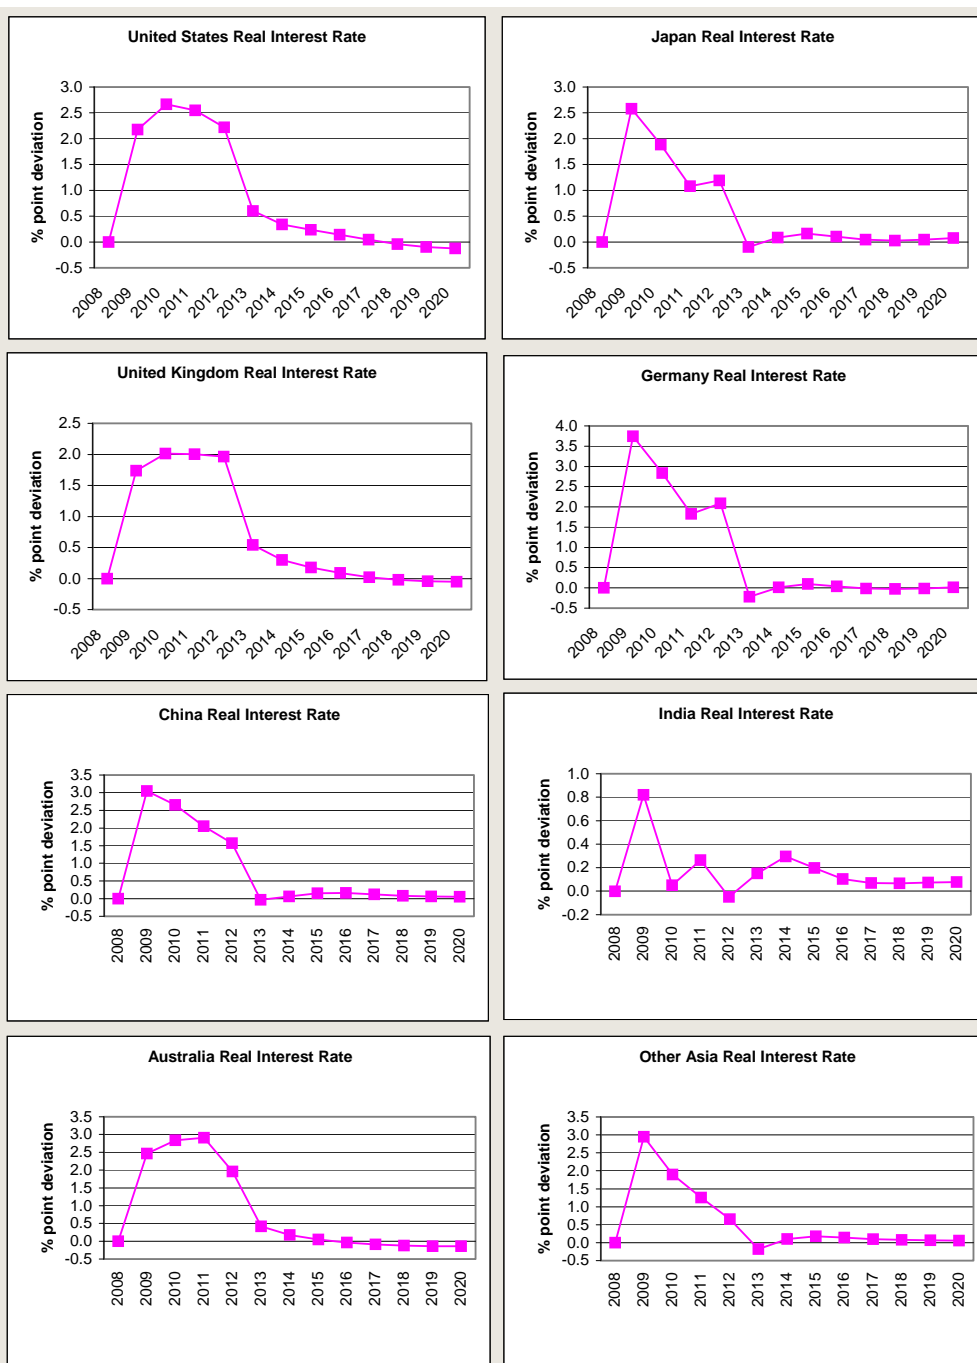 United States Real Interest Rate
% point deviation
3.0
2.5
2.0
1.5
1.0
0.5
0.0
-0.5
2008 2009 2010 2011 2012 2013 2014 2015 2016 2017 2018 2019 2020
Japan Real Interest Rate
% point deviation
3.0
2.5
2.0
1.5
1.0
0.5
0.0
-0.5
2008 2009 2010 2011 2012 2013 2014 2015 2016 2017 2018 2019 2020
United Kingdom Real Interest Rate
% point deviation
2.5
2.0
1.5
1.0
0.5
0.0
-0.5
2008 2009 2010 2011 2012 2013 2014 2015 2016 2017 2018 2019 2020
Germany Real Interest Rate
% point deviation
4.0
3.5
3.0
2.5
2.0
1.5
1.0
0.5
0.0
-0.5
2008 2009 2010 2011 2012 2013 2014 2015 2016 2017 2018 2019 2020
China Real Interest Rate
% point deviation
3.5
3.0
2.5
2.0
1.5
1.0
0.5
0.0
-0.5
2008 2009 2010 2011 2012 2013 2014 2015 2016 2017 2018 2019 2020
India Real Interest Rate
% point deviation
1.0
0.8
0.6
0.4
0.2
0.0
-0.2
2008 2009 2010 2011 2012 2013 2014 2015 2016 2017 2018 2019 2020
Australia Real Interest Rate
% point deviation
3.5
3.0
2.5
2.0
1.5
1.0
0.5
0.0
-0.5
2008 2009 2010 2011 2012 2013 2014 2015 2016 2017 2018 2019 2020
Other Asia Real Interest Rate
% point deviation
3.5
3.0
2.5
2.0
1.5
1.0
0.5
0.0
-0.5
2008 2009 2010 2011 2012 2013 2014 2015 2016 2017 2018 2019 2020